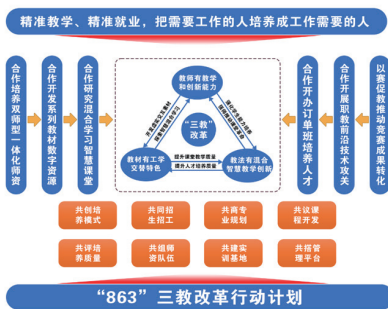 精准教学、精准就业，把需要工作的人培养成工作需要的人
合作培养双师型一体化师资
合作开发系列教材数字资源
合作研究混合学习智慧课堂
教师有教学
和创新能力
“三教”
改革
教材有工学
交替特色
教法有混合
智慧教学创新
提升课堂教学质量
提升人才培养质量
合作开办订单班培养人才
合作开展职教前沿技术攻关
以赛促教推动竞赛成果转化
共创培
养模式
共同招
生招工
共商专
业规划
共议课
程开发
共评培
养质量
共组师
资队伍
共建实
训基地
共搭管
理平台
“863”三教改革行动计划